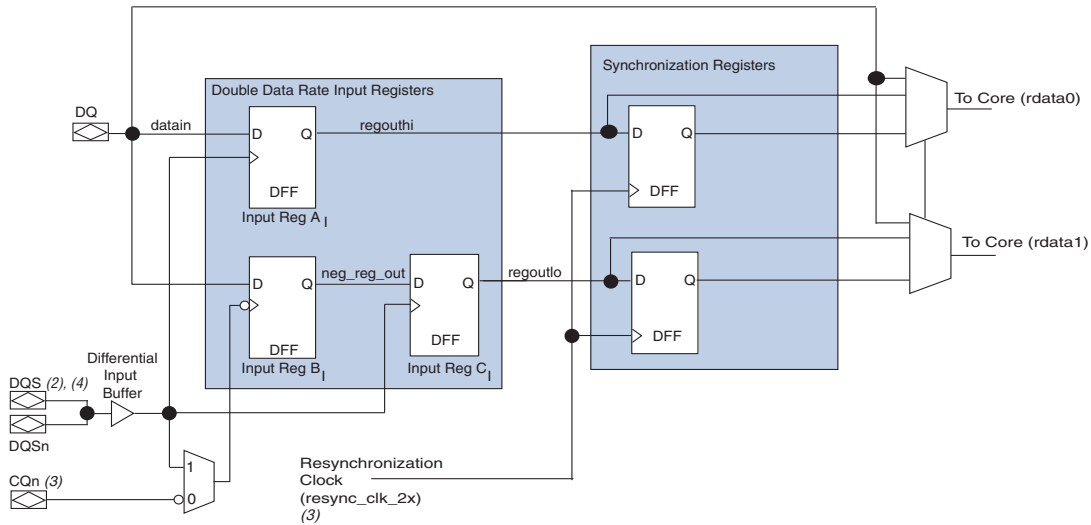 Double Data Rate Input Registers
Synchronization Registers
DQ
datain
D
Q
DFF
Input Reg A I
regouthi
D
Q
DFF
To Core (rdata0)
D
Q
DFF
Input Reg B I
neg_reg_out
D
Q
DFF
Input Reg C I
regoutlo
D
Q
DFF
To Core (rdata1)
Differential
Input
Buffer
DQS (2), (4)
DQSn
CQn (3)
1
0
Resynchronization
Clock
(resync_clk_2x)
(3)